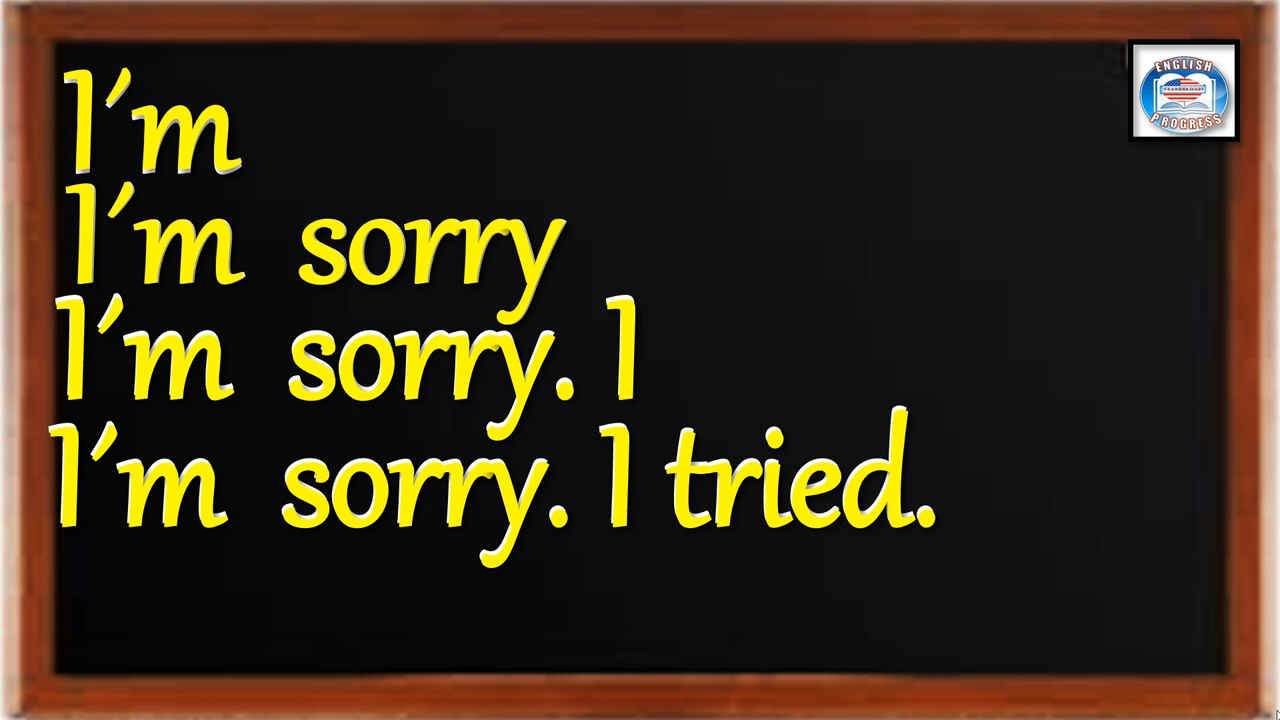 I'm
I'm sorry
I'm sorry. I
I'm sorry. I tried.
ENGLISH
PROGRESS